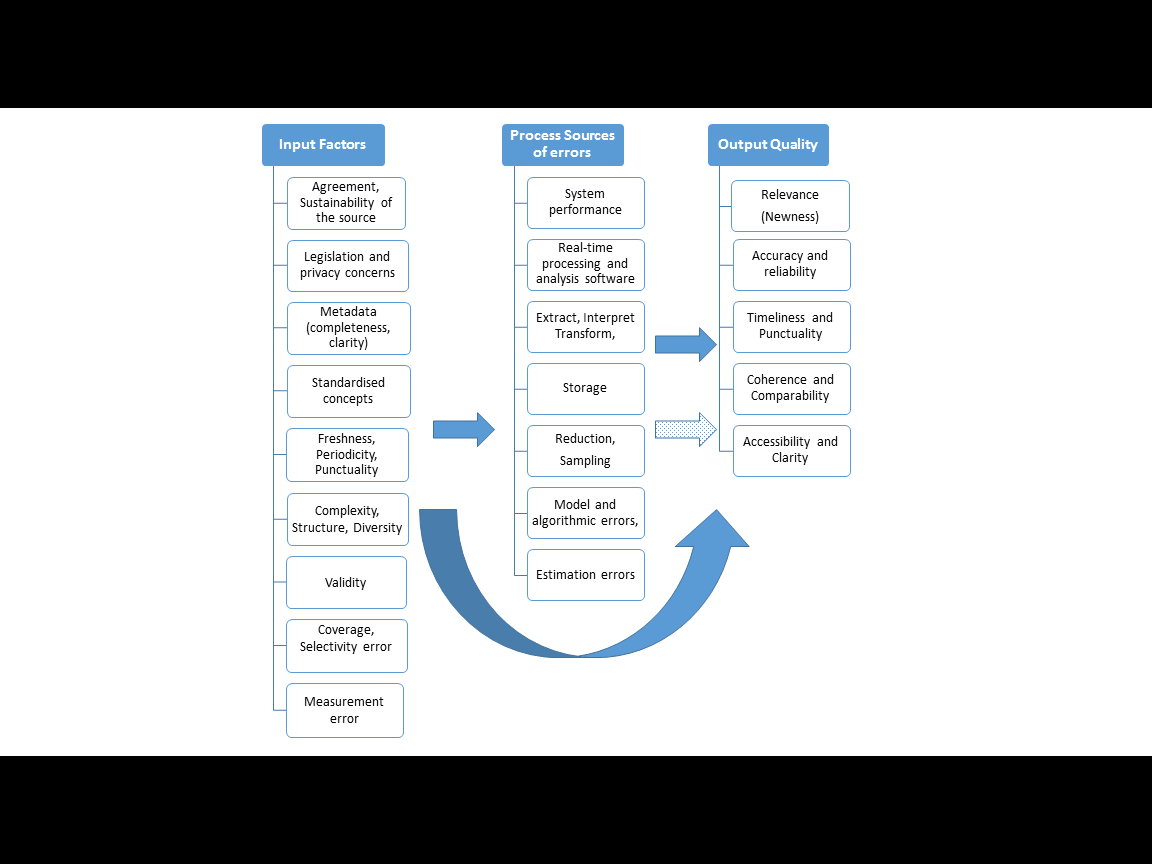 Input Factors
Agreement,
Sustainability of
the source
Legislation and
privacy concerns
Metadata
(completeness,
clarity)
Standardised
concepts
Freshness,
Periodicity,
Punctuality
Complexity,
Structure, Diversity
Validity
Coverage,
Selectivity error
Measurement
error
Process Sources
of errors
System
performance
Real-time
processing and
analysis software
Extract, Interpret
Transform,
Storage
Reduction,
Sampling
Model and
algorithmic errors,
Estimation errors
Output Quality
Relevance
(Newness)
Accuracy and
reliability
Timeliness and
Punctuality
Coherence and
Comparability
Accessibility and
Clarity